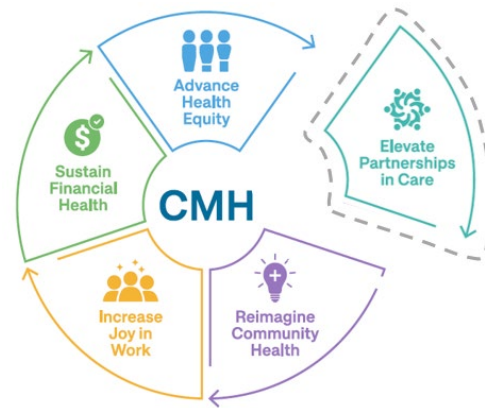 Advance
Health
Equity
Elevate
Partnerships
in Care
Sustain
Financial
Health
CMH
Increase
Joy in
Work
Reimagine
Community
Health